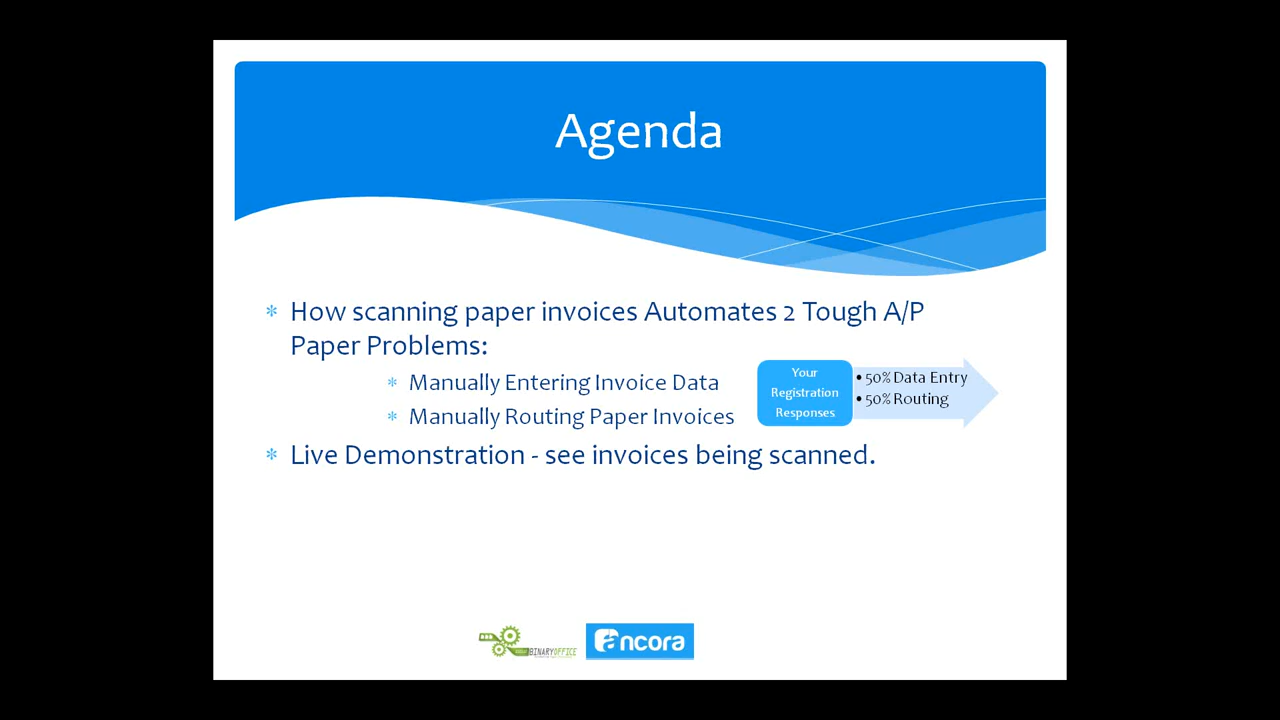 Agenda
* How scanning paper invoices Automates 2 Tough A/P
Paper Problems:
* Manually Entering Invoice Data
* Manually Routing Paper Invoices
Your
Registration
Responses
• 50% Data Entry
• 50% Routing
* Live Demonstration - see invoices being scanned.
BINARYOFFICE
ancora